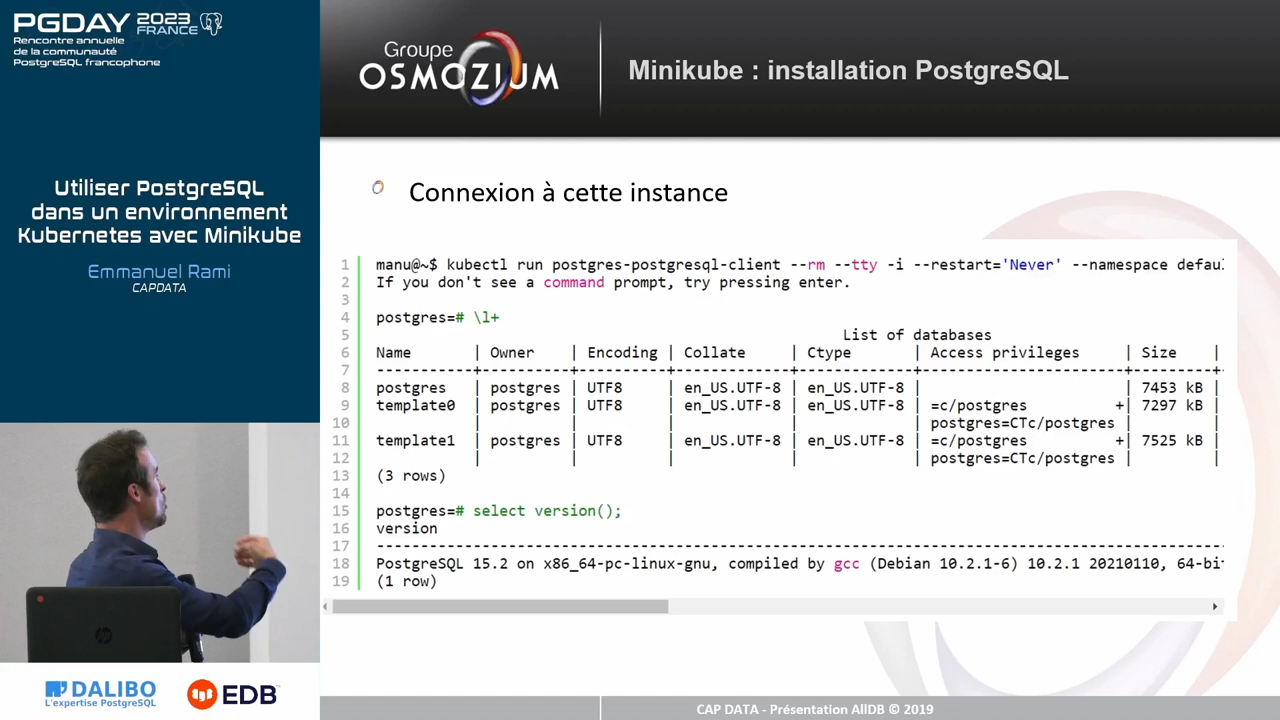 PGDAY 2023 FRANCE
Rencontre annuelle
de la communauté
PostgreSQL francophone
Utiliser PostgreSQL
dans un environnement
Kubernetes avec Minikube
Emmanuel Rami
CAPDATA
hp
DALIBO
L'expertise PostgreSQL
EDB
Groupe
OSMOZIUM
Minikube : installation PostgreSQL
Connexion à cette instance
1 manu@~$ kubectl run postgres-postgresql-client --rm --tty -i --restart='Never' --namespace defau
2 If you don't see a command prompt, try pressing enter.
3
4 postgres=# \l+
5 List of databases
6 Name | Owner | Encoding | Collate | Ctype | Access privileges | Size |
7 -----------+----------+----------+-------------+-------------+-----------------------+---------+-
8 postgres | postgres | UTF8 | en_US.UTF-8 | en_US.UTF-8 | | 7453 kB |
9 template0 | postgres | UTF8 | en_US.UTF-8 | en_US.UTF-8 | =c/postgres +| 7297 kB |
10 | | | | | postgres=CTc/postgres | |
11 template1 | postgres | UTF8 | en_US.UTF-8 | en_US.UTF-8 | =c/postgres +| 7525 kB |
12 | | | | | postgres=CTc/postgres | |
13 (3 rows)
14
15 postgres=# select version();
16 version
17 ------------------------------------------------------------------------------------------------
18 PostgreSQL 15.2 on x86_64-pc-linux-gnu, compiled by gcc (Debian 10.2.1-6) 10.2.1 20210110, 64-bi
19 (1 row)
CAP DATA - Présentation AllDB © 2019